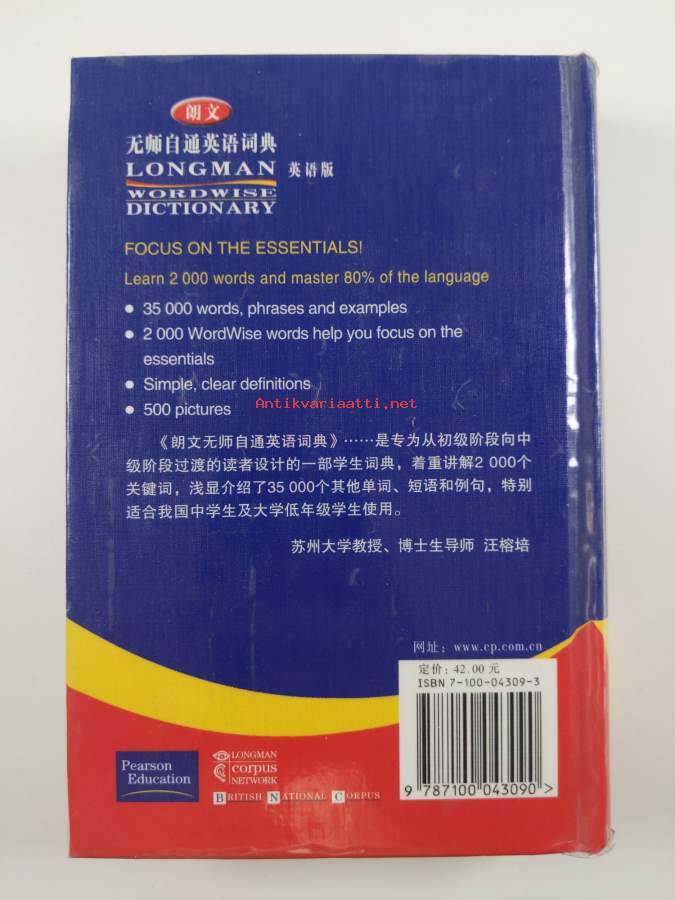 朗文
无师自通英语词典
LONGMAN 英语版
WORDWISE
DICTIONARY
FOCUS ON THE ESSENTIALS!
Learn 2 000 words and master 80% of the language
● 35 000 words, phrases and examples
● 2 000 WordWise words help you focus on the
essentials
● Simple, clear definitions
● 500 pictures
Antikvariaatti.net
《朗文无师自通英语词典》……是专为从初级阶段向中
级阶段过渡的读者设计的一部学生词典，着重讲解2 000个
关键词，浅显介绍了35 000个其他单词、短语和例句，特别
适合我国中学生及大学低年级学生使用。
苏州大学教授、博士生导师 汪榕培
网址：www.cp.com.cn
定价：42.00 元
ISBN 7-100-04309-3
9 787100 043090 >
Pearson
Education
LONGMAN
corpus
NETWORK
BRITISH NATIONAL CORPUS